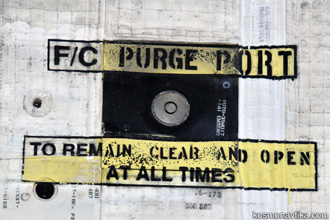 F/C PURGE PORT
TO REMAIN CLEAR AND OPEN
AT ALL TIMES
kosmonavtika.com